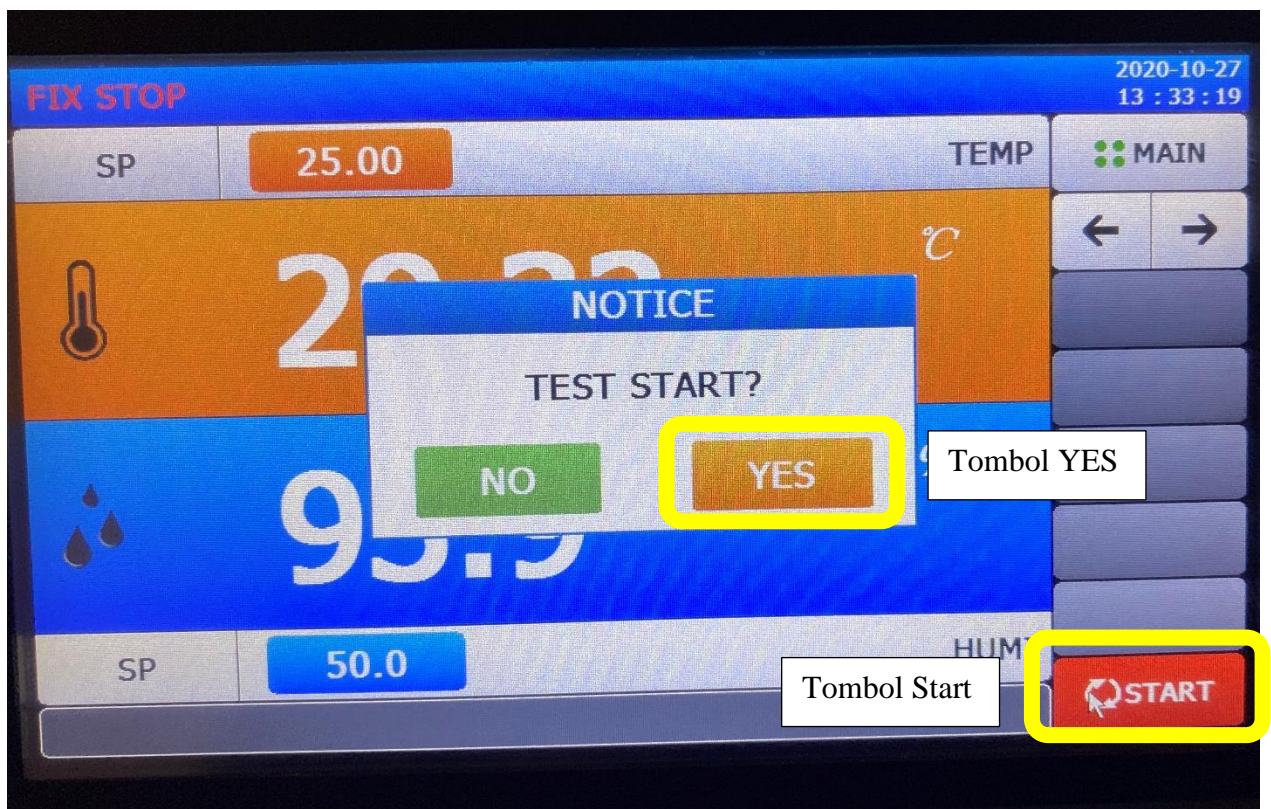 2020-10-27
FIX STOP
13 : 33 : 19
SP
25.00
TEMP
MAIN
℃
NOTICE
TEST START?
NO
YES
Tombol YES
SP
50.0
Tombol Start
START